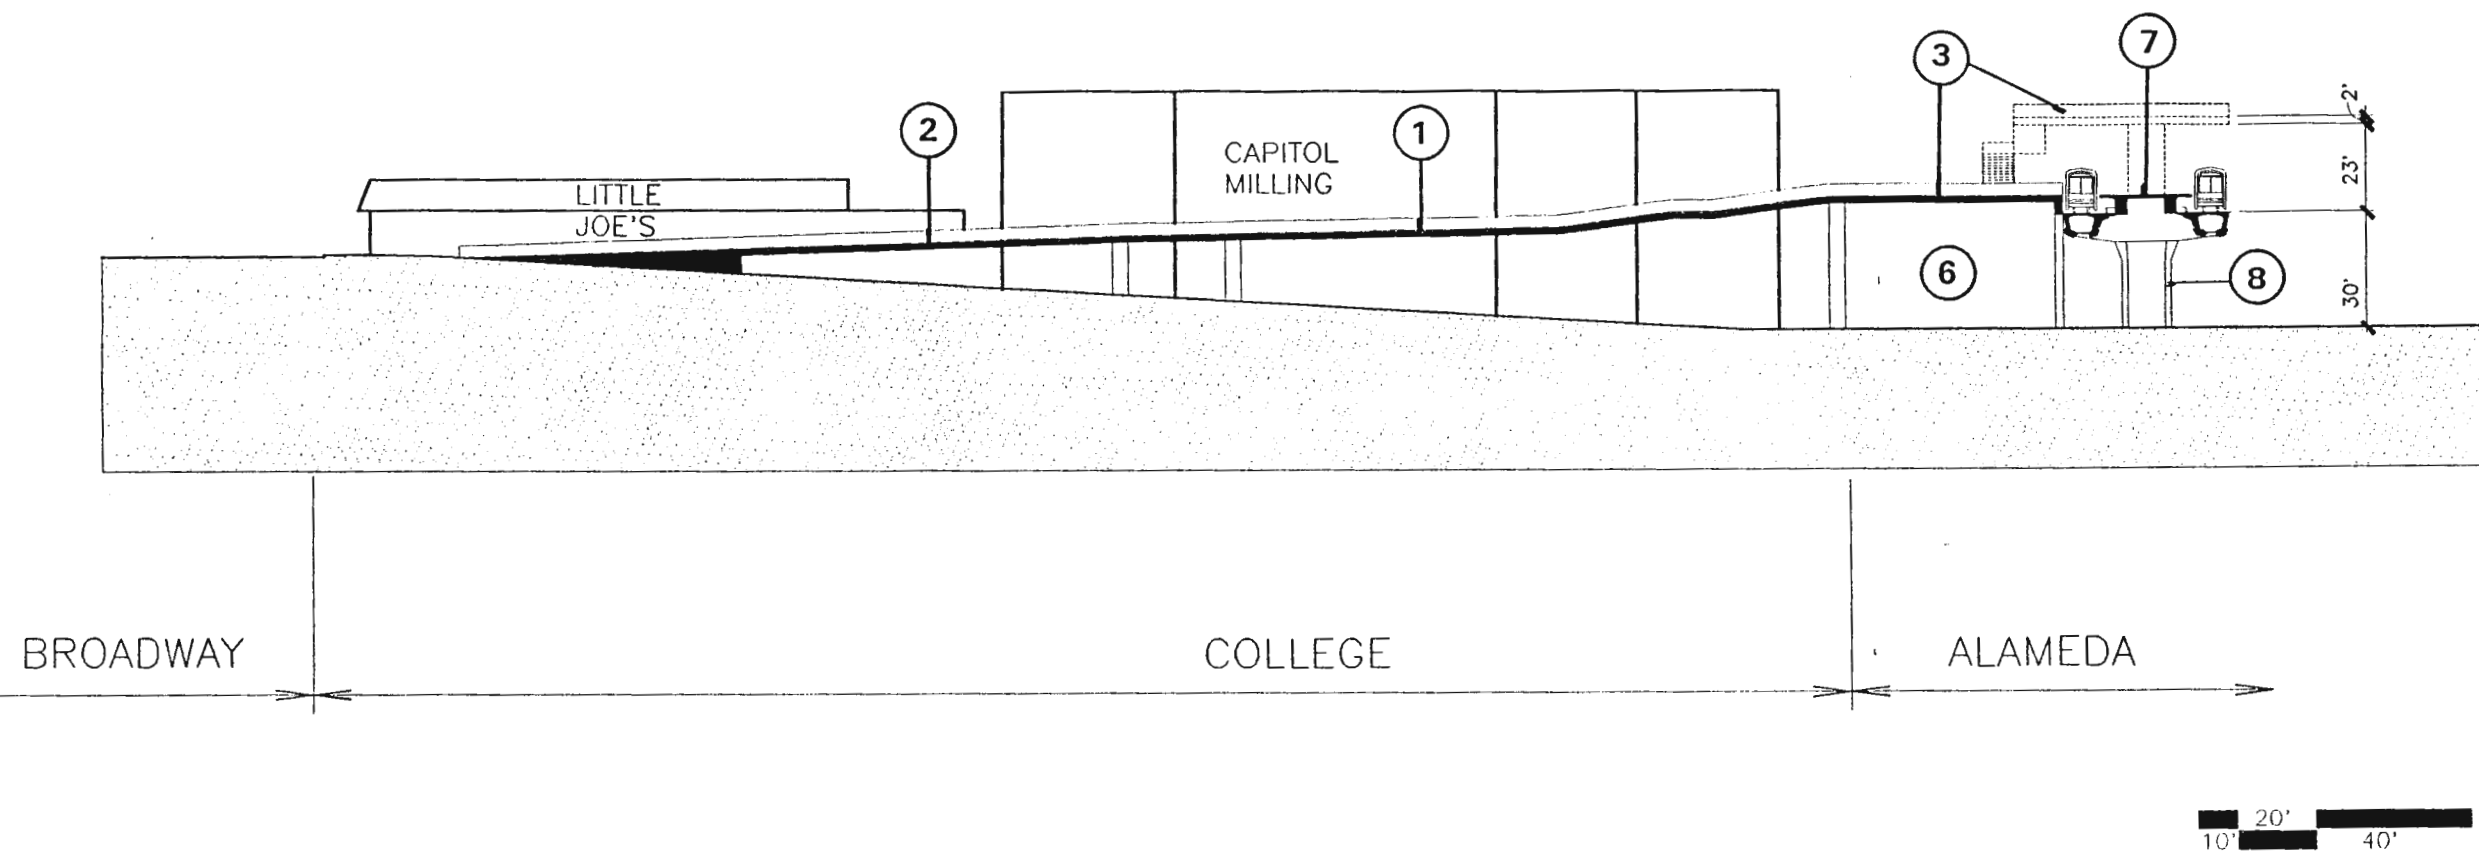 7
3
2'
2
1
CAPITOL
MILLING
23'
LITTLE
JOE'S
6
8
30'
BROADWAY
COLLEGE
ALAMEDA
20'
10'
40'